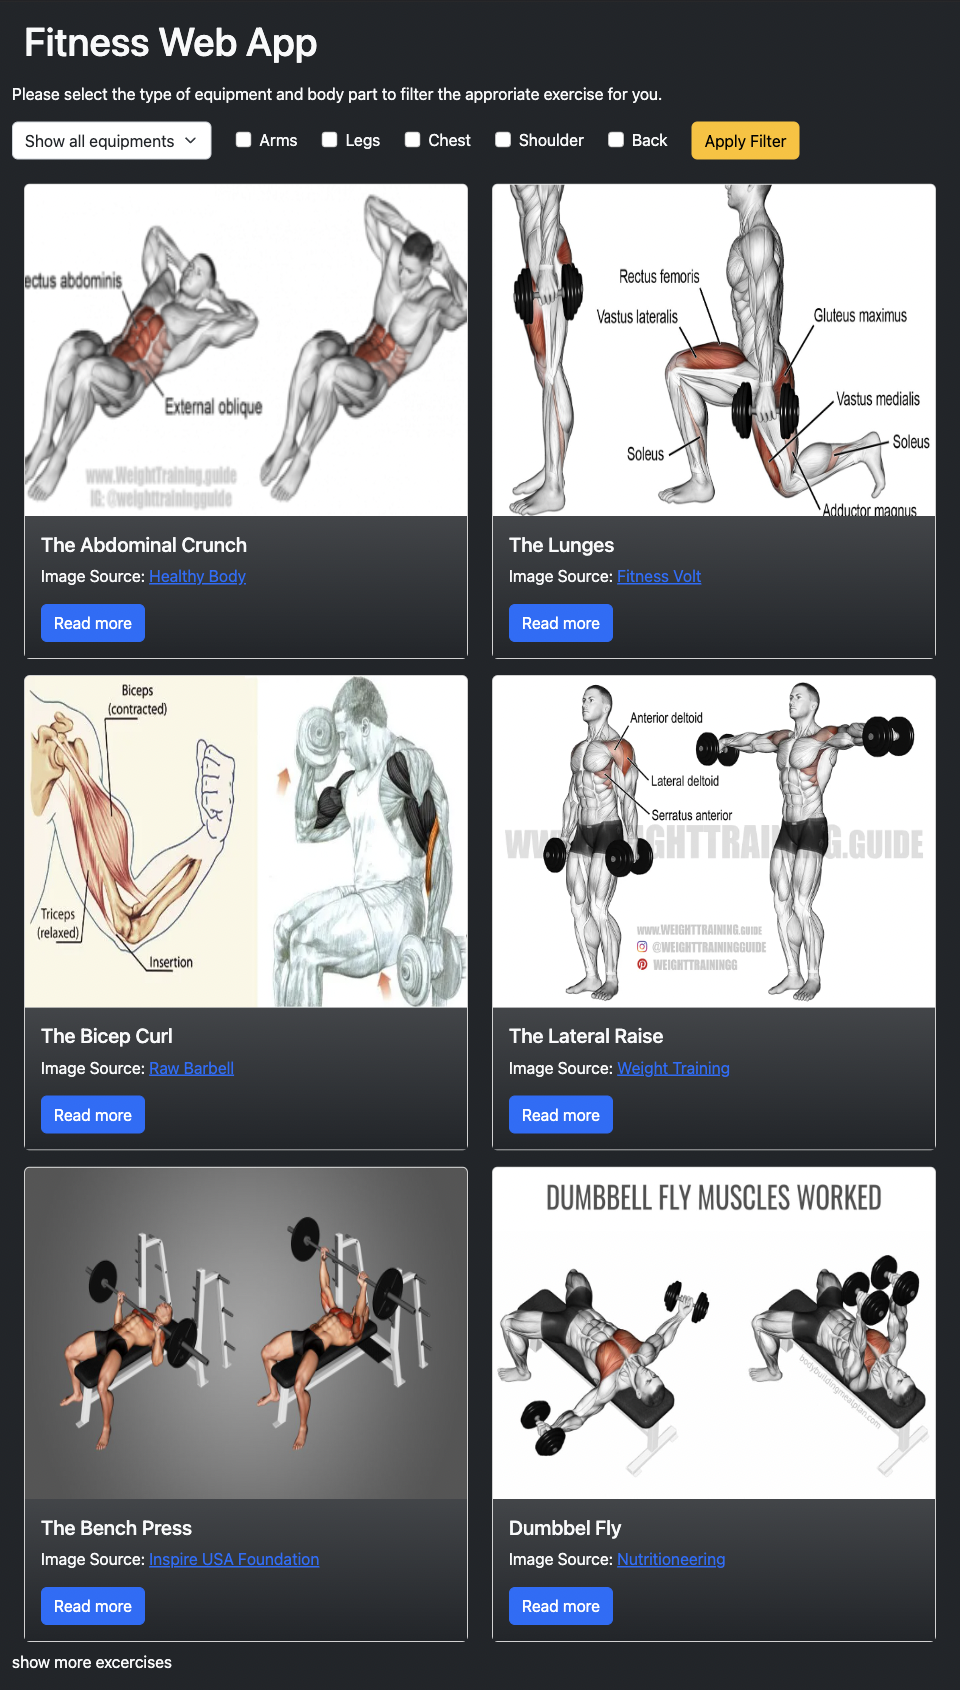 Fitness Web App
Please select the type of equipment and body part to filter the approriate exercise for you.
Show all equipments
Arms
Legs
Chest
Shoulder
Back
Apply Filter
ectus abdominis
External oblique
www.WeightTraining.guide
IG: @weighttrainingguide
The Abdominal Crunch
Image Source: Healthy Body
Read more
Rectus femoris
Vastus lateralis
Gluteus maximus
Vastus medialis
Soleus
Soleus
Adductor magnus
The Lunges
Image Source: Fitness Volt
Read more
Biceps
(contracted)
Triceps
(relaxed)
Insertion
The Bicep Curl
Image Source: Raw Barbell
Read more
Anterior deltoid
Lateral deltoid
Serratus anterior
WWW.WEIGHTTRAINING.GUIDE
@WEIGHTTRAININGGUIDE
WEIGHTTRAININGG
The Lateral Raise
Image Source: Weight Training
Read more
The Bench Press
Image Source: Inspire USA Foundation
Read more
DUMBBELL FLY MUSCLES WORKED
bodybuildingmealplan.com
Dumbbel Fly
Image Source: Nutritioneering
Read more
show more excercises